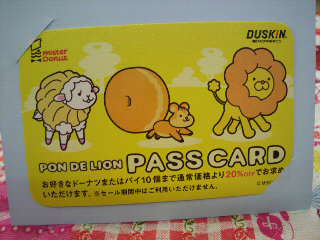 mister Donut
DUSKIN
PON DE LION PASS CARD
お好きなドーナツまたはパイ10個まで通常価格より20%OFFでお求め
いただけます。※セール期間中はご利用いただけません。